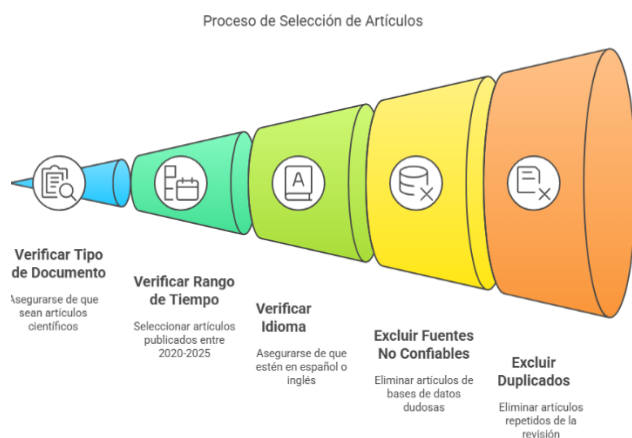 Proceso de Selección de Artículos
A
Verificar Tipo
de Documento
Asegurarse de que
sean artículos
científicos
Verificar Rango
de Tiempo
Seleccionar artículos
publicados entre
2020-2025
Verificar
Idioma
Asegurarse de que
estén en español o
inglés
Excluir Fuentes
No Confiables
Eliminar artículos de
bases de datos
dudosas
Excluir
Duplicados
Eliminar artículos
repetidos de la
revisión